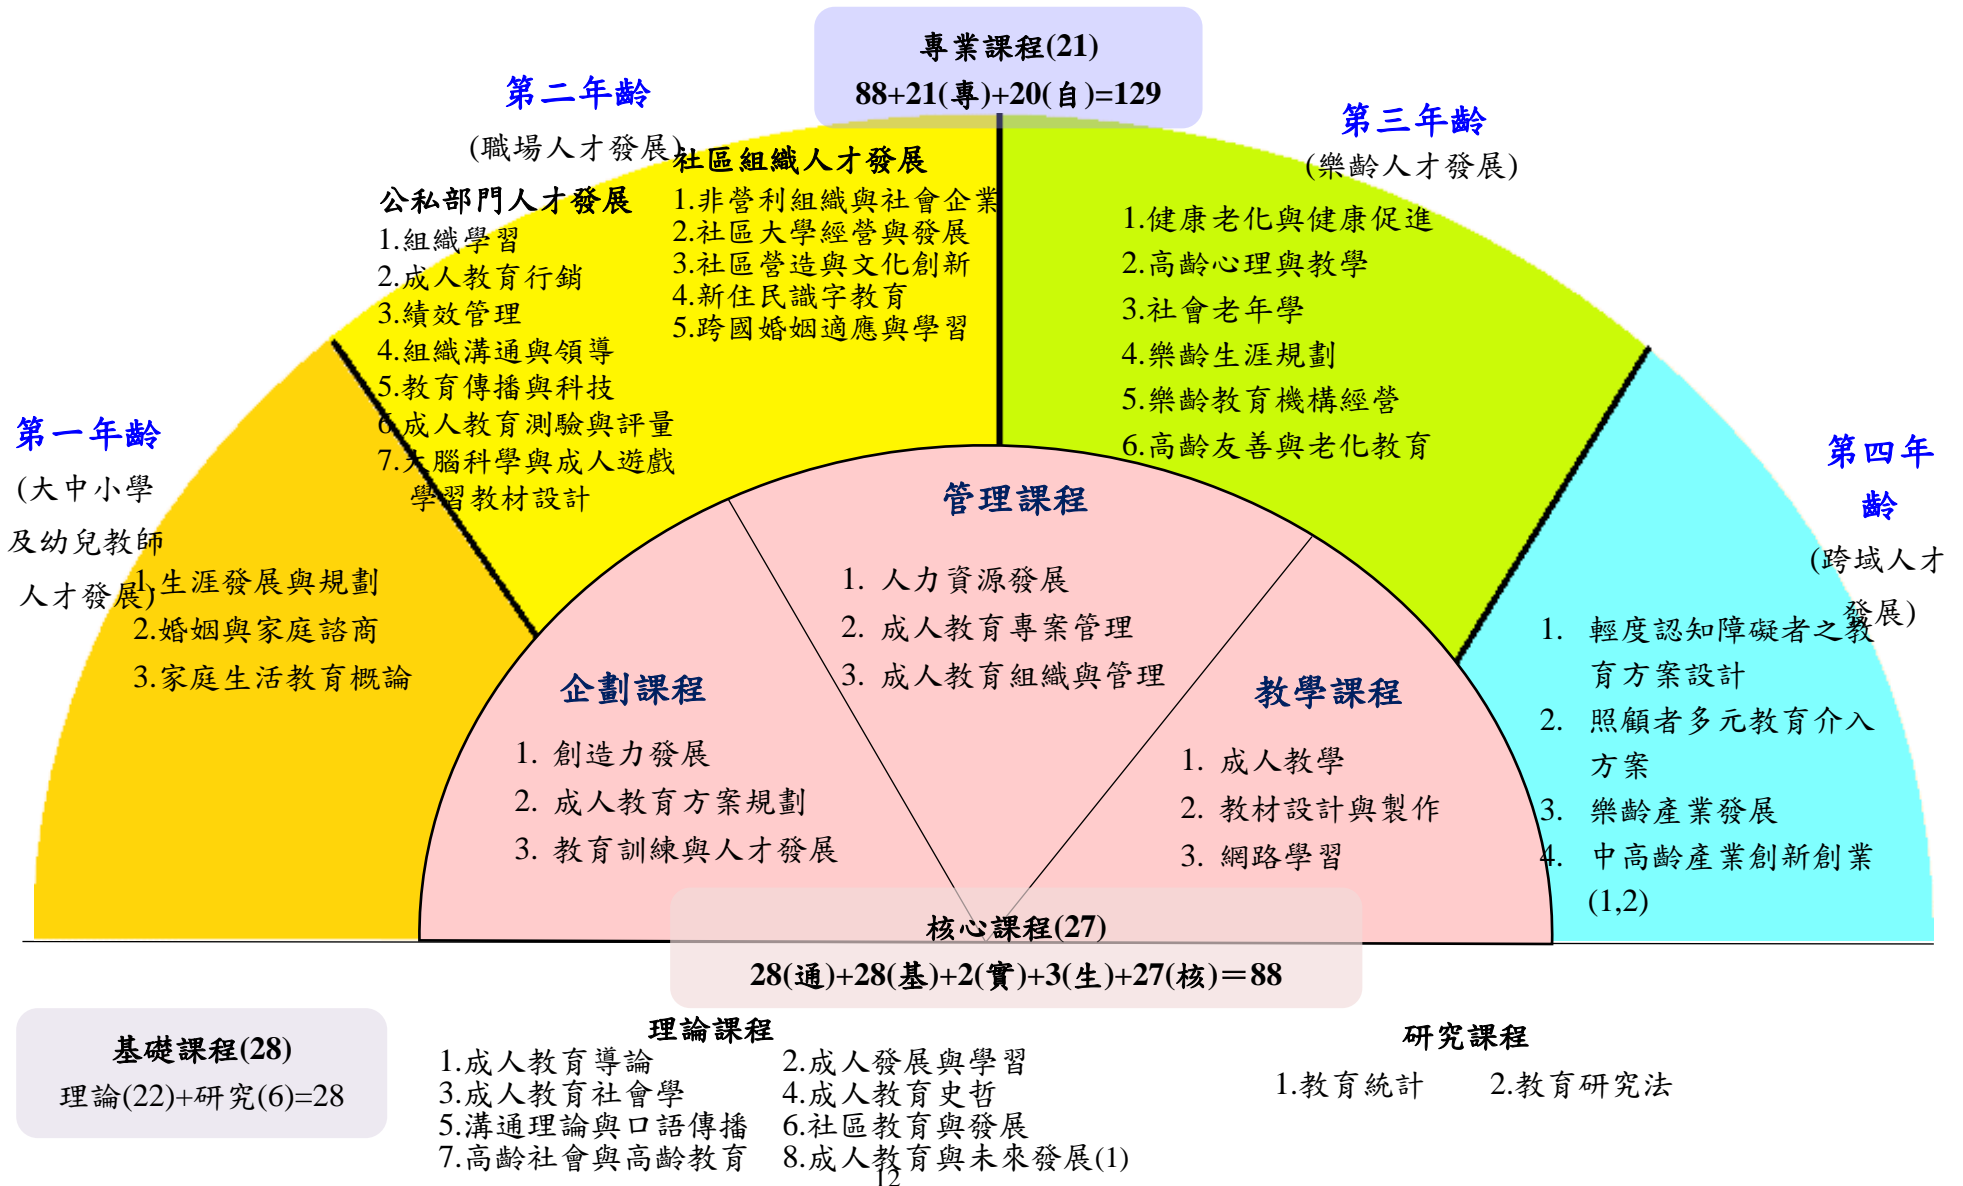 專業課程(21)
88+21(專)+20(自)=129
第二年齡
(職場人才發展)
公私部門人才發展
1.組織學習
2.成人教育行銷
3.績效管理
4.組織溝通與領導
5.教育傳播與科技
6.成人教育測驗與評量
7.大腦科學與成人遊戲
學習教材設計
社區組織人才發展
1.非營利組織與社會企業
2.社區大學經營與發展
3.社區營造與文化創新
4.新住民識字教育
5.跨國婚姻適應與學習
第三年齡
(樂齡人才發展)
1.健康老化與健康促進
2.高齡心理與教學
3.社會老年學
4.樂齡生涯規劃
5.樂齡教育機構經營
6.高齡友善與老化教育
第一年齡
(大中小學
及幼兒教師
人才發展)
1.生涯發展與規劃
2.婚姻與家庭諮商
3.家庭生活教育概論
第四年
齡
(跨域人才
發展)
1. 輕度認知障礙者之教
育方案設計
2. 照顧者多元教育介入
方案
3. 樂齡產業發展
4. 中高齡產業創新創業
(1,2)
企劃課程
1. 創造力發展
2. 成人教育方案規劃
3. 教育訓練與人才發展
管理課程
1. 人力資源發展
2. 成人教育專案管理
3. 成人教育組織與管理
教學課程
1. 成人教學
2. 教材設計與製作
3. 網路學習
核心課程(27)
28(通)+28(基)+2(實)+3(生)+27(核)＝88
基礎課程(28)
理論(22)+研究(6)=28
理論課程
1.成人教育導論 2.成人發展與學習
3.成人教育社會學 4.成人教育史哲
5.溝通理論與口語傳播 6.社區教育與發展
7.高齡社會與高齡教育 8.成人教育與未來發展(1)
研究課程
1.教育統計 2.教育研究法
12